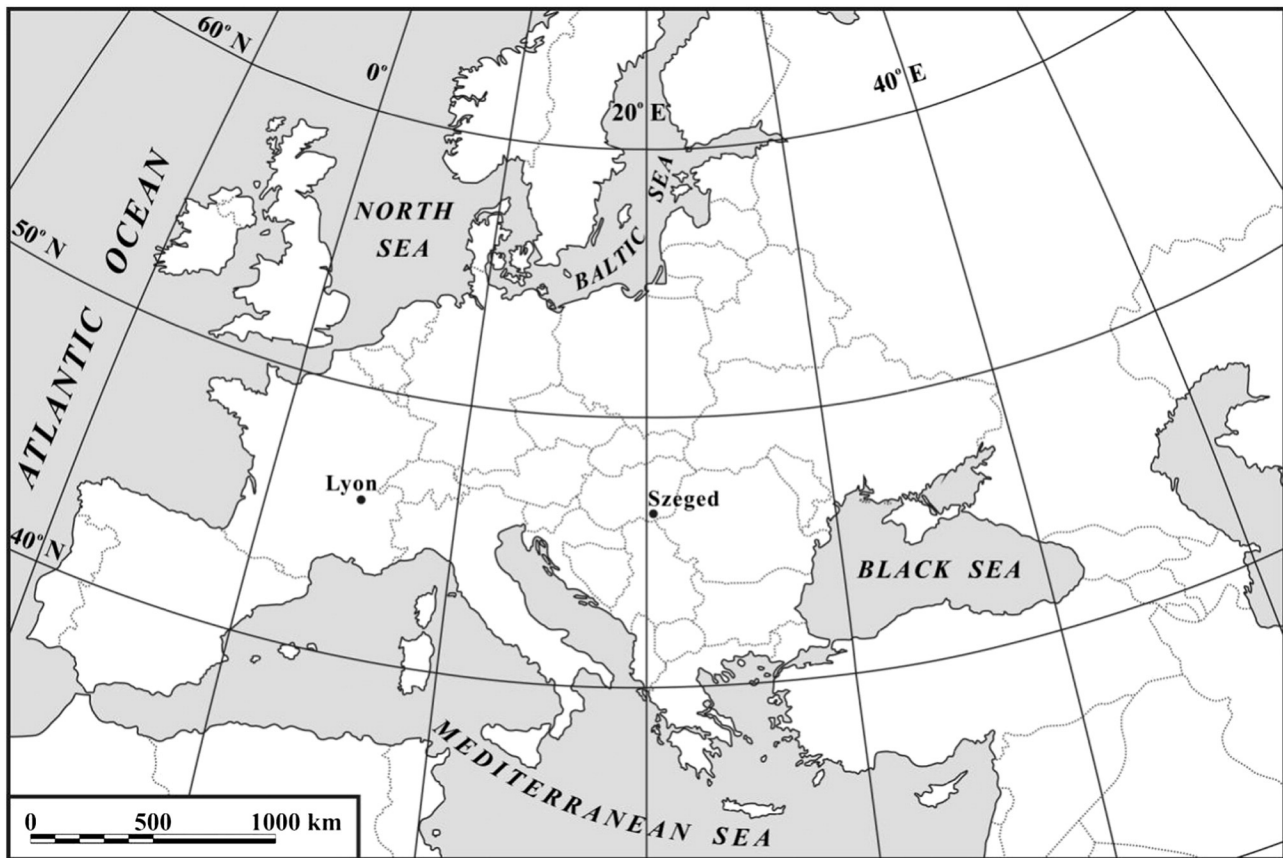 60° N
0°
40° E
20° E
ATLANTIC OCEAN
NORTH
SEA
BALTIC SEA
50° N
Lyon
Szeged
40° N
BLACK SEA
MEDITERRANEAN SEA
0 500 1000 km